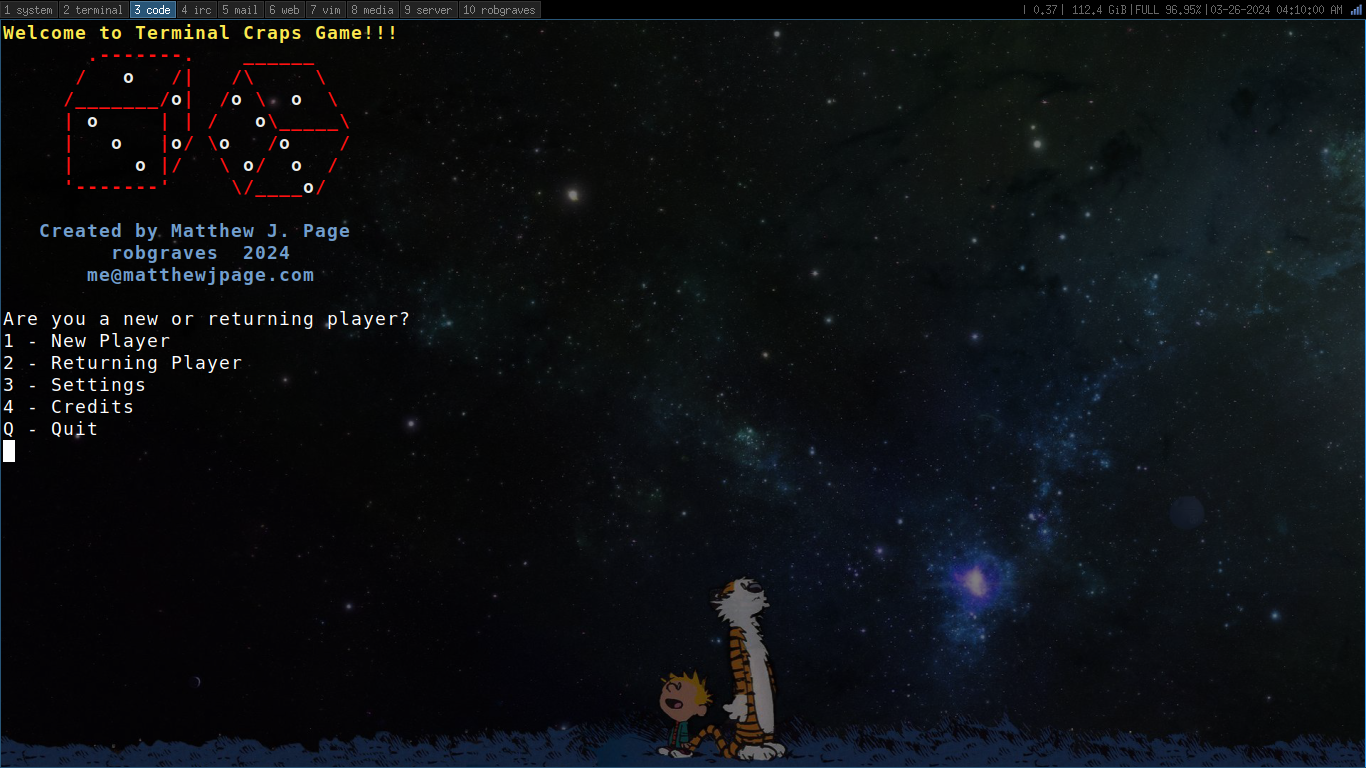 1 system 2 terminal 3 code 4 irc 5 mail 6 web 7 vim 8 media 9 server 10 robgraves | 0.37| 112.4 GiB|FULL 96.95%|03-26-2024 04:10:00 AM
Welcome to Terminal Craps Game!!!
Created by Matthew J. Page
robgraves 2024
me@matthewjpage.com
Are you a new or returning player?
1 - New Player
2 - Returning Player
3 - Settings
4 - Credits
Q - Quit